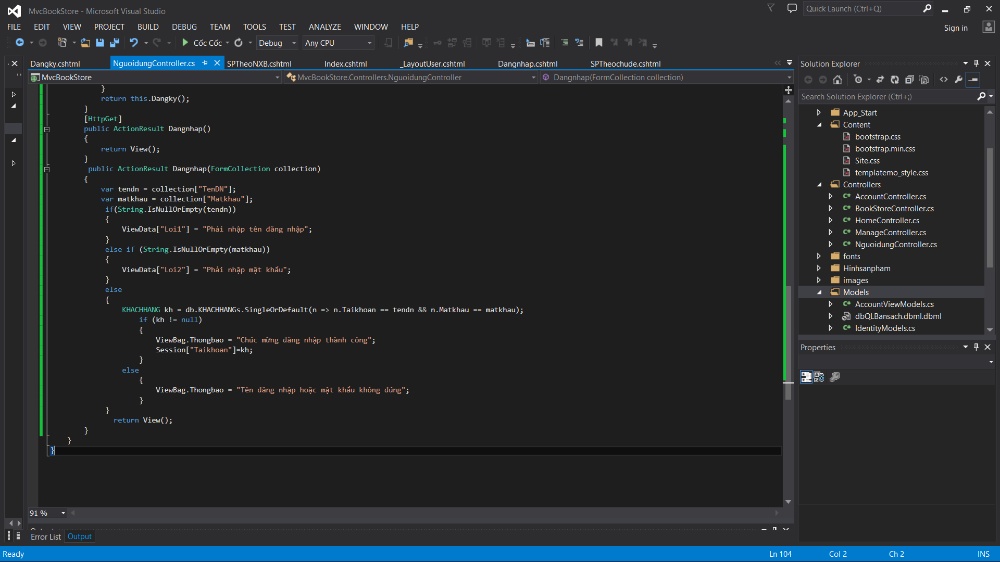 MvcBookStore - Microsoft Visual Studio
Quick Launch (Ctrl+Q)
FILE EDIT VIEW PROJECT BUILD DEBUG TEAM TOOLS TEST ANALYZE WINDOW HELP
Sign in
Cốc Cốc Debug Any CPU
Dangky.cshtml NguoidungController.cs SPTheoNXB.cshtml Index.cshtml _LayoutUser.cshtml Dangnhap.cshtml SPTheochude.cshtml
MvcBookStore MvcBookStore.Controllers.NguoidungController Dangnhap(FormCollection collection)
}
return this.Dangky();
}
[HttpGet]
public ActionResult Dangnhap()
{
return View();
}
public ActionResult Dangnhap(FormCollection collection)
{
var tendn = collection["TenDN"];
var matkhau = collection["Matkhau"];
if(String.IsNullOrEmpty(tendn))
{
ViewData["Loi1"] = "Phải nhập tên đăng nhập";
}
else if (String.IsNullOrEmpty(matkhau))
{
ViewData["Loi2"] = "Phải nhập mật khẩu";
}
else
{
KHACHHANG kh = db.KHACHHANGs.SingleOrDefault(n => n.Taikhoan == tendn && n.Matkhau == matkhau);
if (kh != null)
{
ViewBag.Thongbao = "Chúc mừng đăng nhập thành công";
Session["Taikhoan"]=kh;
}
else
{
ViewBag.Thongbao = "Tên đăng nhập hoặc mật khẩu không đúng";
}
}
return View();
}
}
}
91 %
Error List Output
Solution Explorer
Search Solution Explorer (Ctrl+;)
App_Start
Content
bootstrap.css
bootstrap.min.css
Site.css
templatemo_style.css
Controllers
C# AccountController.cs
C# BookStoreController.cs
C# HomeController.cs
C# ManageController.cs
C# NguoidungController.cs
fonts
Hinhsanpham
images
Models
C# AccountViewModels.cs
dbQLBansach.dbml.dbml
C# IdentityModels.cs
Properties
Ready Ln 104 Col 2 Ch 2 INS